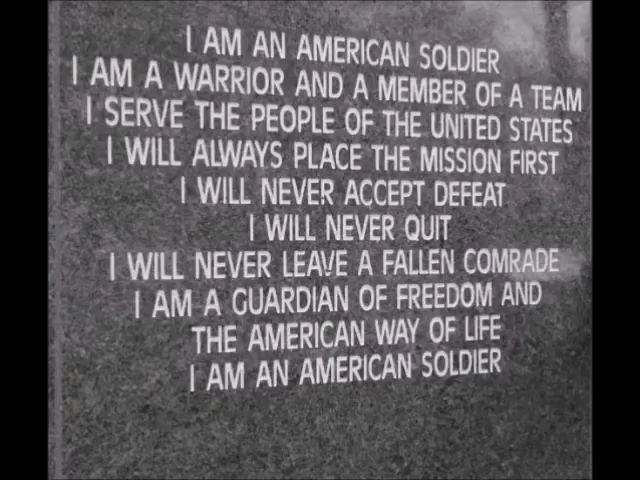 I AM AN AMERICAN SOLDIER
I AM A WARRIOR AND A MEMBER OF A TEAM
I SERVE THE PEOPLE OF THE UNITED STATES
I WILL ALWAYS PLACE THE MISSION FIRST
I WILL NEVER ACCEPT DEFEAT
I WILL NEVER QUIT
I WILL NEVER LEAVE A FALLEN COMRADE
I AM A GUARDIAN OF FREEDOM AND
THE AMERICAN WAY OF LIFE
I AM AN AMERICAN SOLDIER